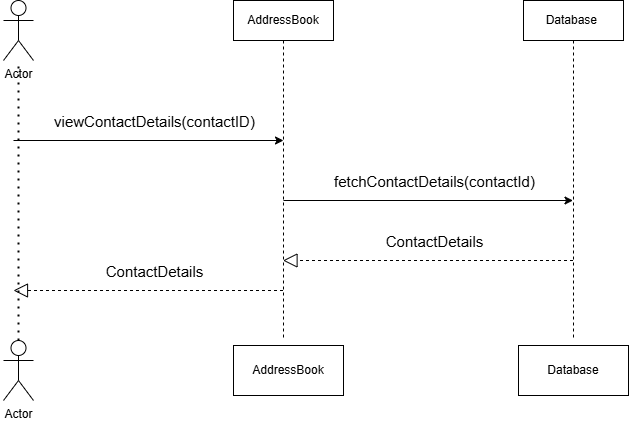 Actor
AddressBook
Database
viewContactDetails(contactID)
fetchContactDetails(contactId)
ContactDetails
ContactDetails
Actor
AddressBook
Database